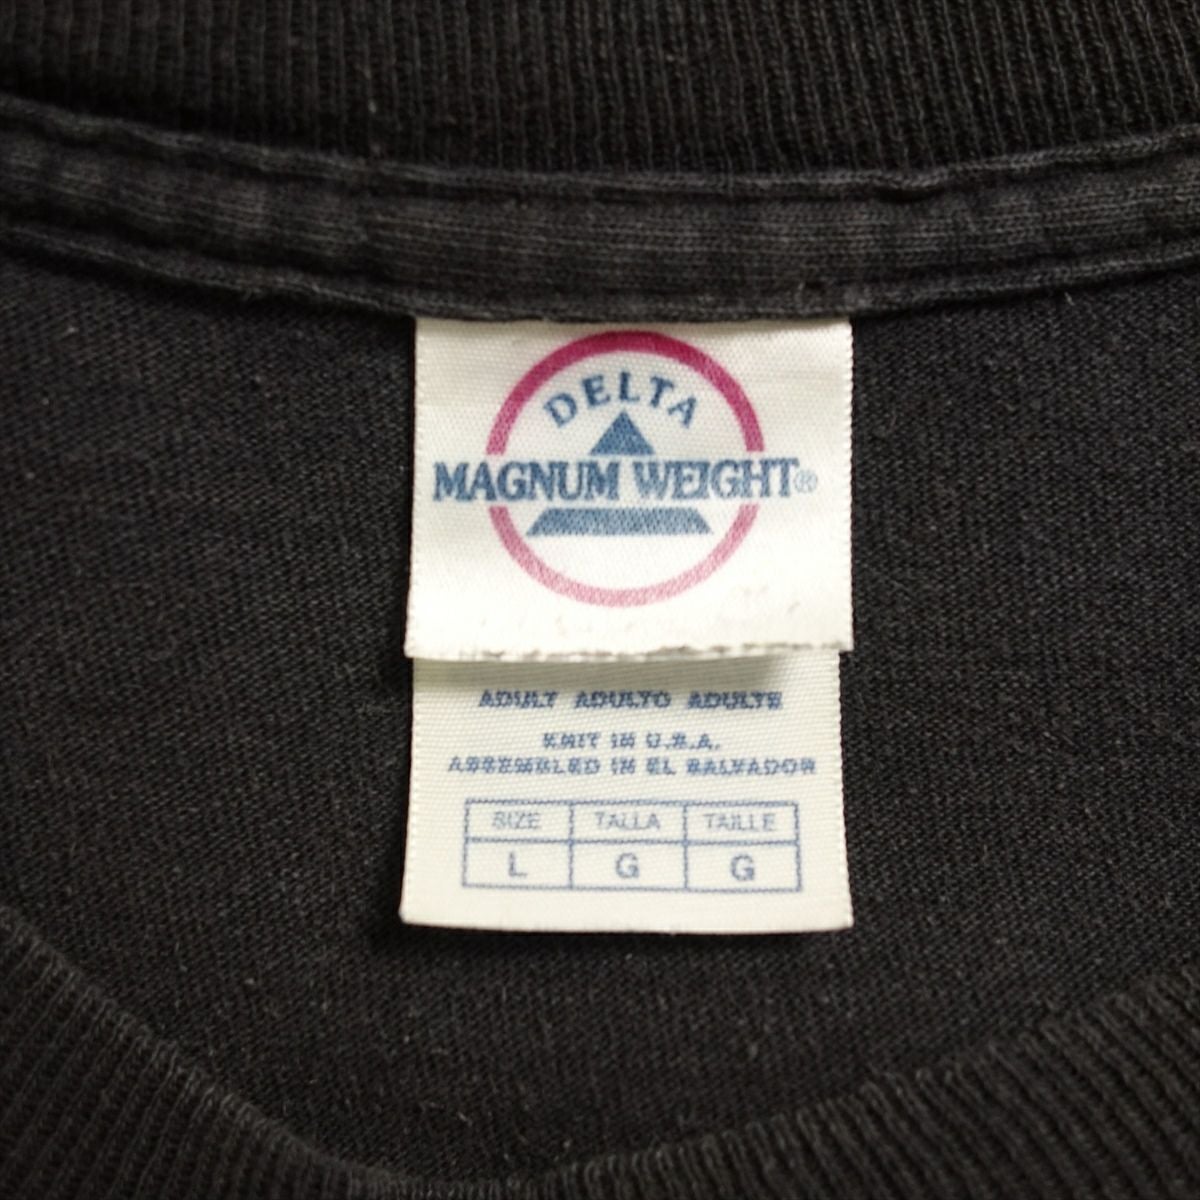 DELTA
MAGNUM WEIGHT®
ADULT ADULTO ADULTE
KNIT IN U.S.A.
ASSEMBLED IN EL SALVADOR
SIZE TALLA TAILLE
L G G